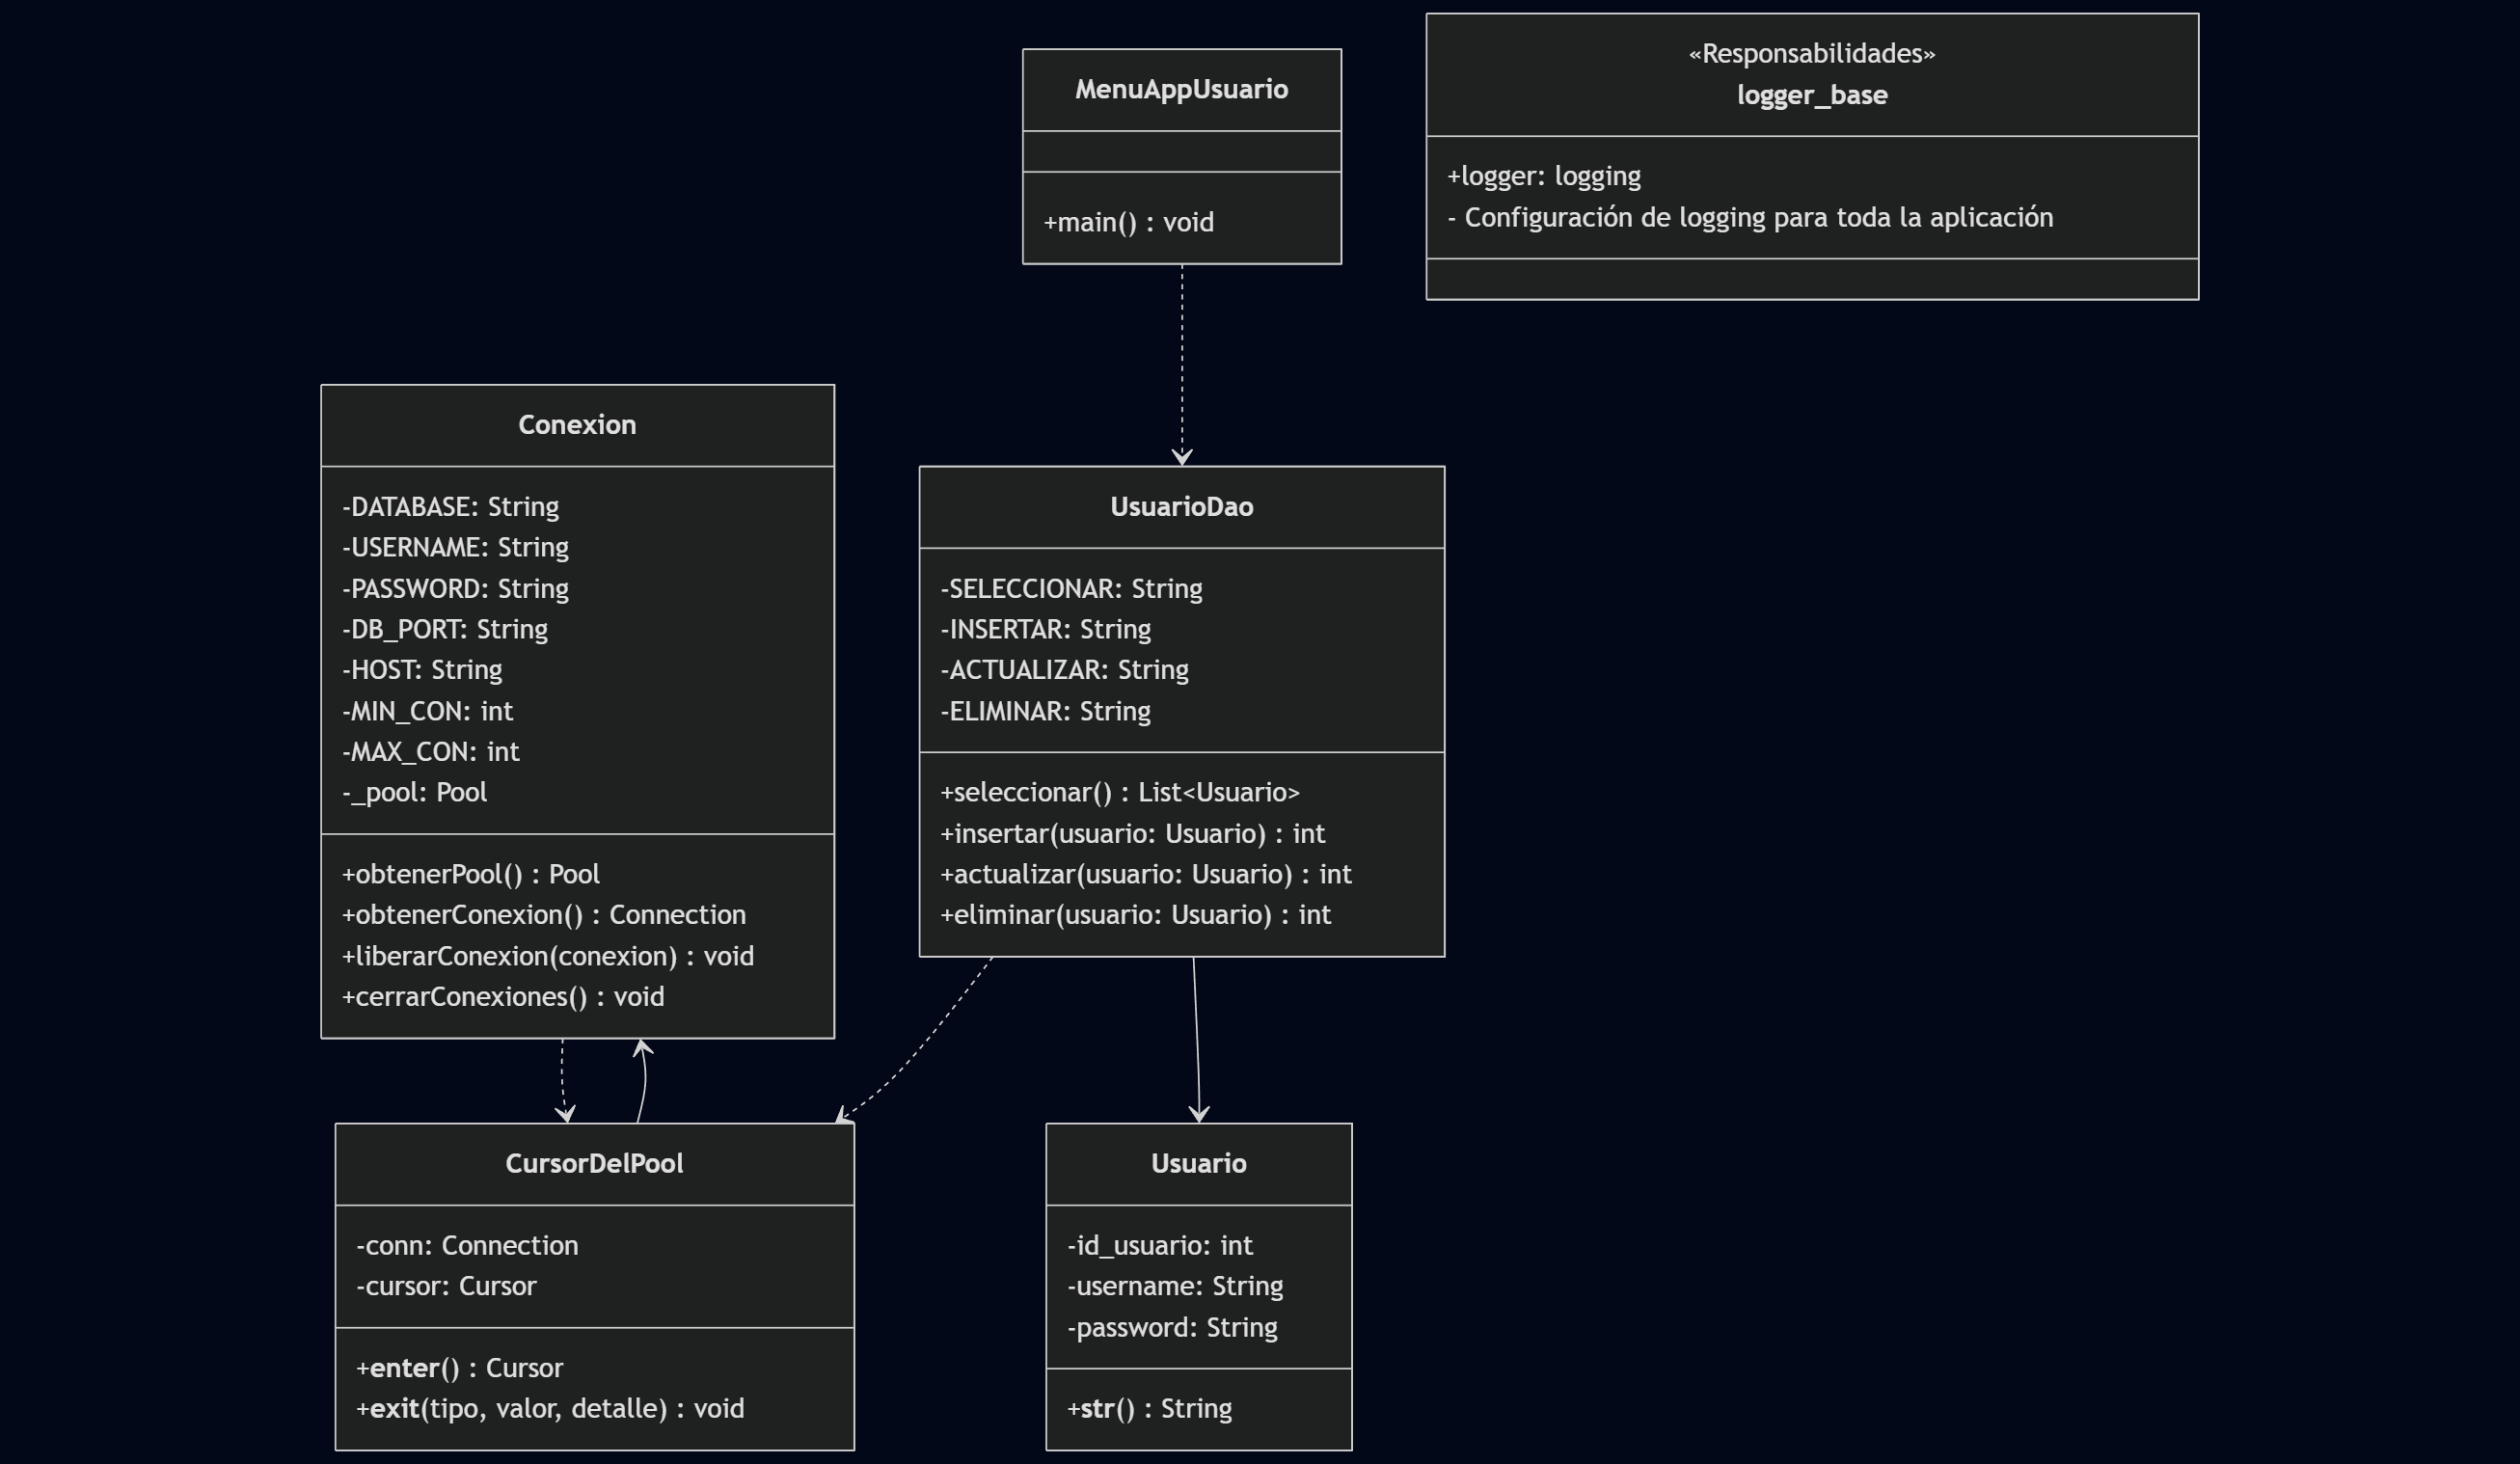 MenuAppUsuario
+main() : void
«Responsabilidades»
logger_base
+logger: logging
- Configuración de logging para toda la aplicación
Conexion
-DATABASE: String
-USERNAME: String
-PASSWORD: String
-DB_PORT: String
-HOST: String
-MIN_CON: int
-MAX_CON: int
-_pool: Pool
+obtenerPool() : Pool
+obtenerConexion() : Connection
+liberarConexion(conexion) : void
+cerrarConexiones() : void
UsuarioDao
-SELECCIONAR: String
-INSERTAR: String
-ACTUALIZAR: String
-ELIMINAR: String
+seleccionar() : List<Usuario>
+insertar(usuario: Usuario) : int
+actualizar(usuario: Usuario) : int
+eliminar(usuario: Usuario) : int
CursorDelPool
-conn: Connection
-cursor: Cursor
+enter() : Cursor
+exit(tipo, valor, detalle) : void
Usuario
-id_usuario: int
-username: String
-password: String
+str() : String